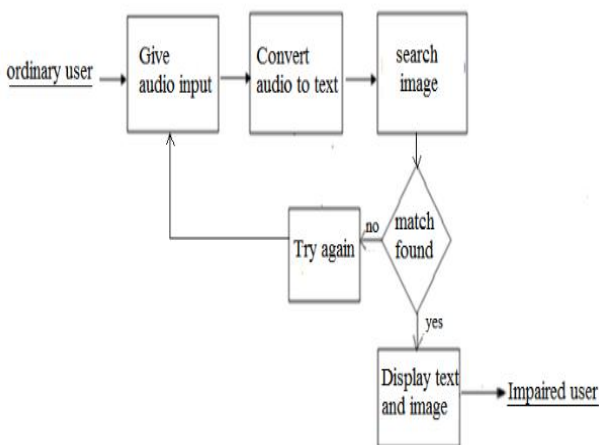 ordinary user
Give
audio input
Convert
audio to text
search
image
match
found
no
Try again
yes
Display text
and image
Impaired user